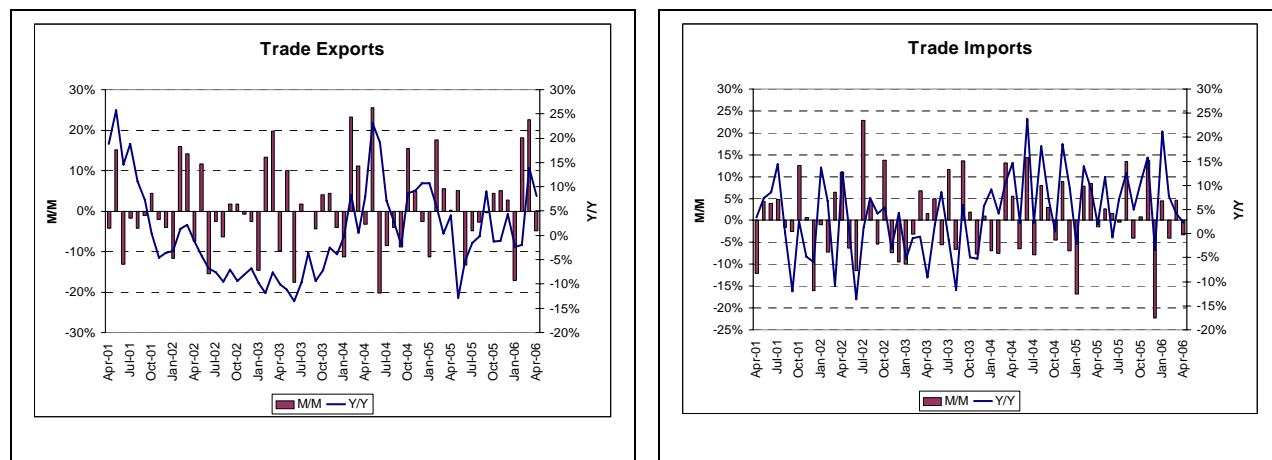 Trade Exports
30%
20%
10%
0%
-10%
-20%
-30%
M/M
30%
25%
20%
15%
10%
5%
0%
-5%
-10%
-15%
-20%
Y/Y
Apr-01
Jul-01
Oct-01
Jan-02
Apr-02
Jul-02
Oct-02
Jan-03
Apr-03
Jul-03
Oct-03
Jan-04
Apr-04
Jul-04
Oct-04
Jan-05
Apr-05
Jul-05
Oct-05
Jan-06
Apr-06
M/M Y/Y
Trade Imports
30%
25%
20%
15%
10%
5%
0%
-5%
-10%
-15%
-20%
-25%
M/M
30%
25%
20%
15%
10%
5%
0%
-5%
-10%
-15%
-20%
Y/Y
Apr-01
Jul-01
Oct-01
Jan-02
Apr-02
Jul-02
Oct-02
Jan-03
Apr-03
Jul-03
Oct-03
Jan-04
Apr-04
Jul-04
Oct-04
Jan-05
Apr-05
Jul-05
Oct-05
Jan-06
Apr-06
M/M Y/Y